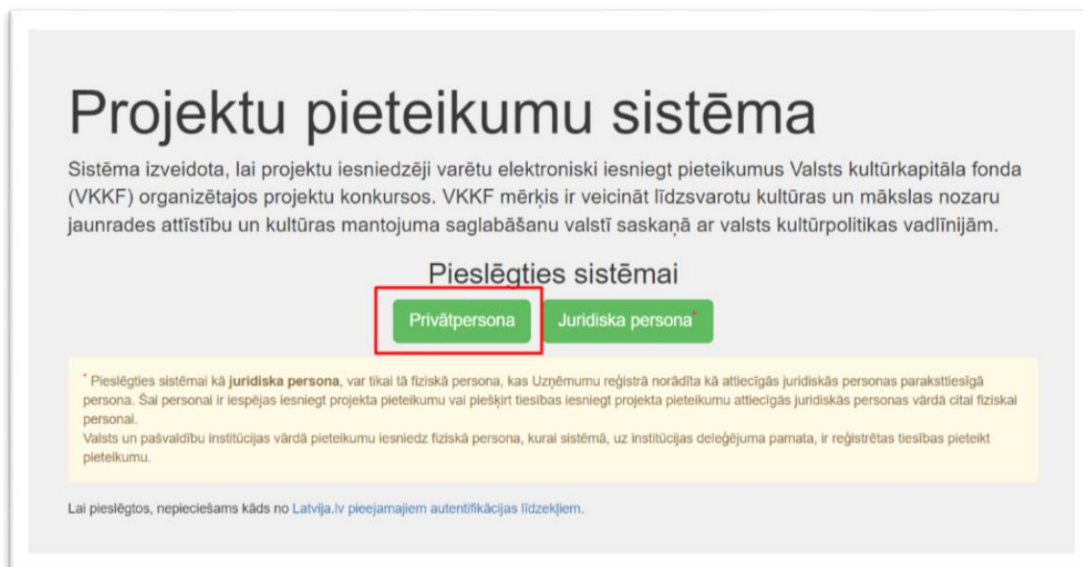 Projektu pieteikumu sistēma
Sistēma izveidota, lai projektu iesniedzēji varētu elektroniski iesniegt pieteikumus Valsts kultūrkapitāla fonda
(VKKF) organizētajos projektu konkursos. VKKF mērķis ir veicināt līdzsvarotu kultūras un mākslas nozaru
jaunrades attīstību un kultūras mantojuma saglabāšanu valstī saskaņā ar valsts kultūrpolitikas vadlīnijām.
Pieslēgties sistēmai
Privātpersona Juridiska persona*
* Pieslēgties sistēmai kā juridiska persona, var tikai tā fiziskā persona, kas Uzņēmumu reģistrā norādīta kā attiecīgās juridiskās personas paraksttiesīgā
persona. Šai personai ir iespējas iesniegt projekta pieteikumu vai piešķirt tiesības iesniegt projekta pieteikumu attiecīgās juridiskās personas vārdā citai fiziskai
personai.
Valsts un pašvaldību institūcijas vārdā pieteikumu iesniedz fiziskā persona, kurai sistēmā, uz institūcijas deleģējuma pamata, ir reģistrētas tiesības pieteikt
pieteikumu.
Lai pieslēgtos, nepieciešams kāds no Latvija.lv pieejamajiem autentifikācijas līdzekļiem.